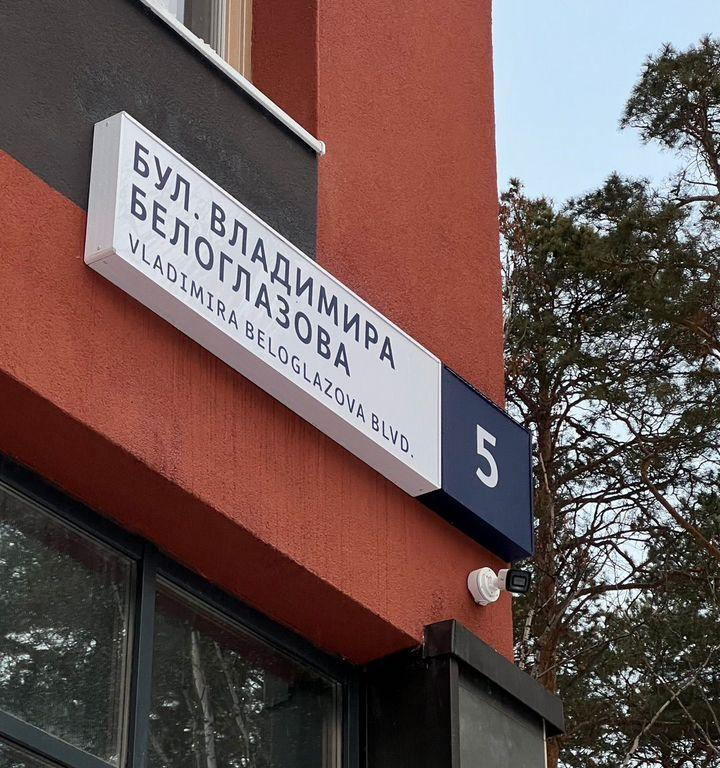 БУЛ. ВЛАДИМИРА
БЕЛОГЛАЗОВА
VLADIMIRA BELOGLAZOVA BLVD.
5